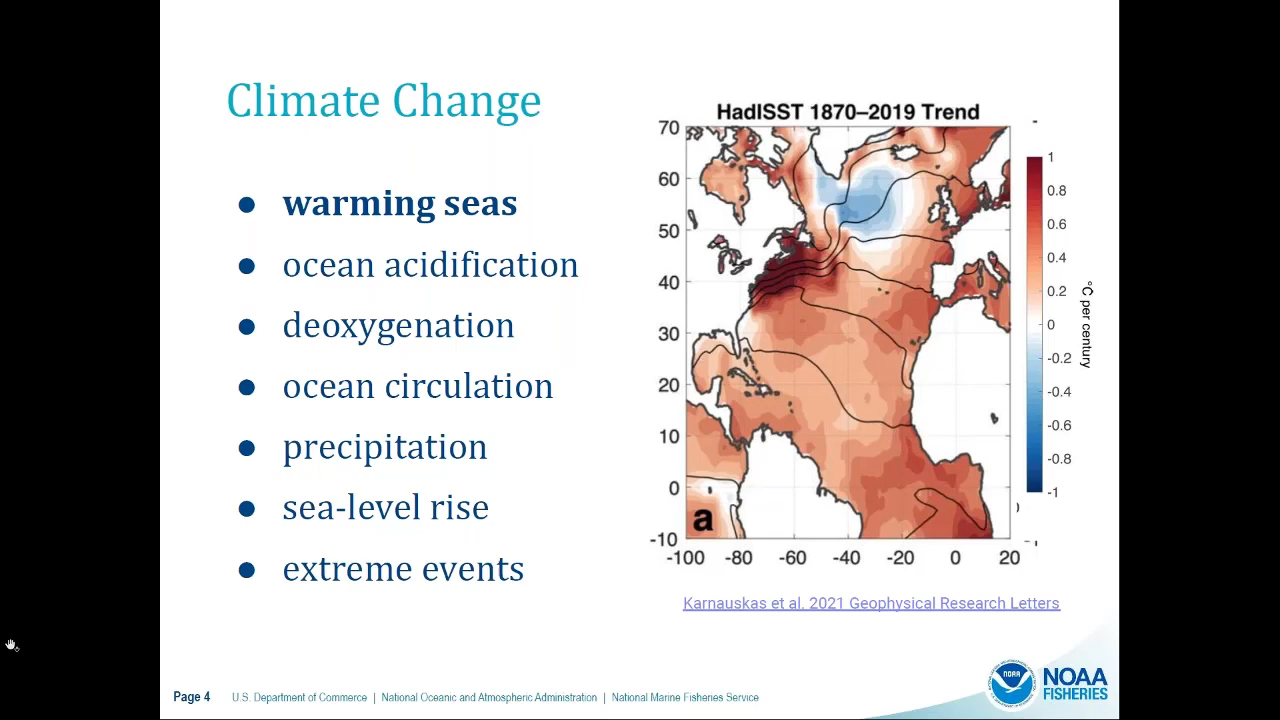 Climate Change
● warming seas
● ocean acidification
● deoxygenation
● ocean circulation
● precipitation
● sea-level rise
● extreme events
HadISST 1870–2019 Trend
70
60
50
40
30
20
10
0
-10
-100 -80 -60 -40 -20 0 20
a
1
0.8
0.6
0.4
0.2
0
-0.2
-0.4
-0.6
-0.8
-1
°C per century
Karnauskas et al. 2021 Geophysical Research Letters
Page 4 U.S. Department of Commerce | National Oceanic and Atmospheric Administration | National Marine Fisheries Service
NOAA
NOAA
FISHERIES